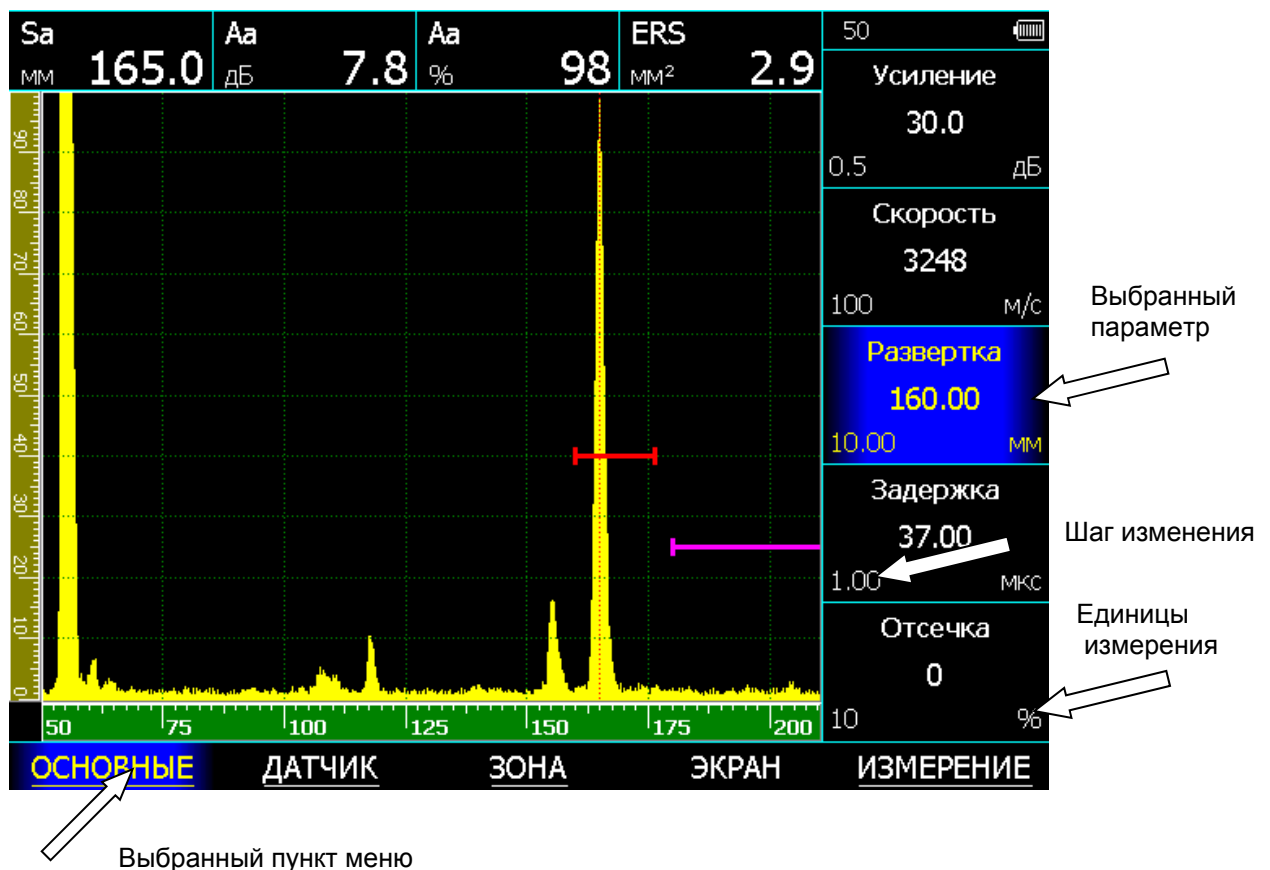 Sa
мм 165.0
Aa
дБ 7.8
Aa
% 98
ERS
мм² 2.9
50
Усиление
30.0
0.5 дБ
Скорость
3248
100 м/с
Развертка
160.00
10.00 мм
Задержка
37.00
1.00 мкс
Отсечка
0
10 %
Выбранный
параметр
Шаг изменения
Единицы
измерения
90
80
70
60
50
40
30
20
10
0
50 75 100 125 150 175 200
ОСНОВНЫЕ ДАТЧИК ЗОНА ЭКРАН ИЗМЕРЕНИЕ
Выбранный пункт меню